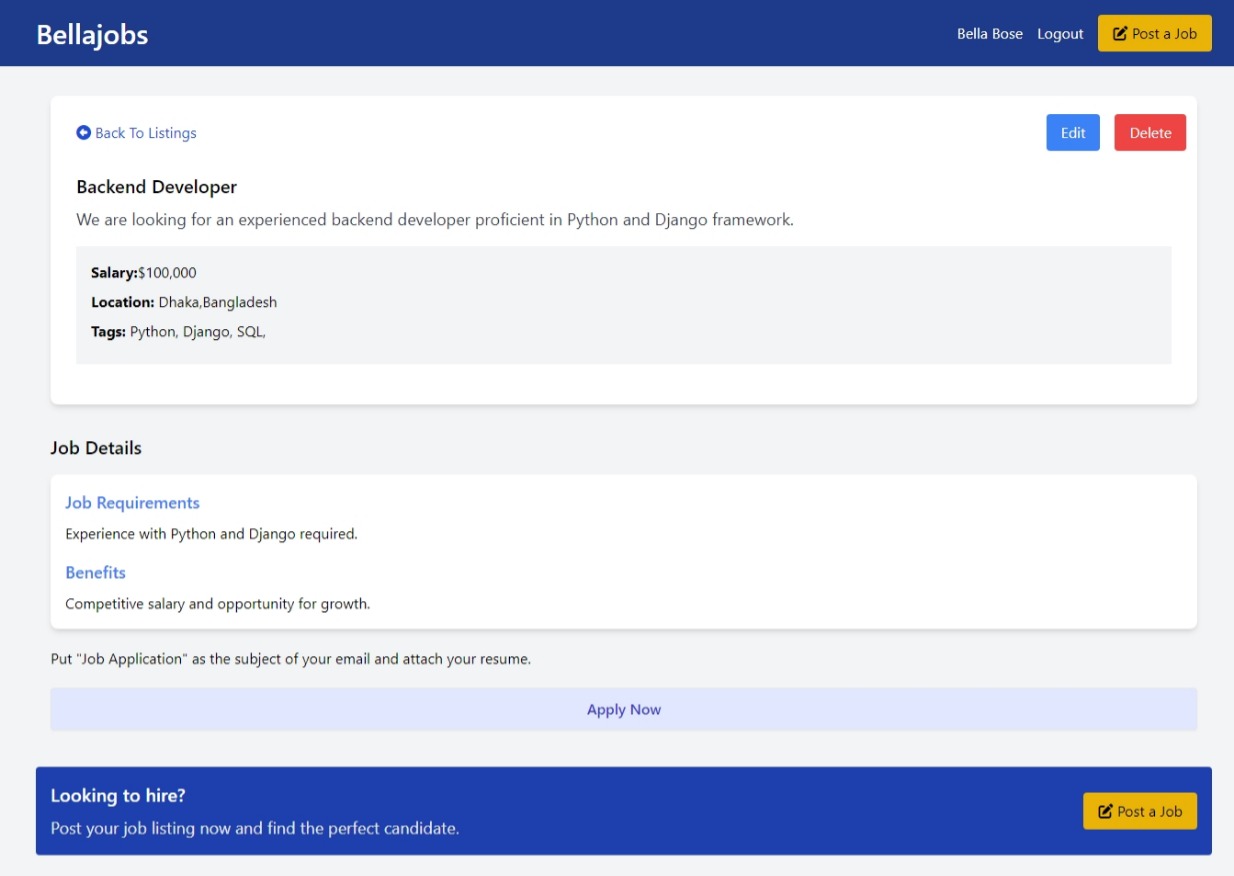 Bellajobs
Bella Bose Logout Post a Job
Back To Listings
Edit Delete
Backend Developer
We are looking for an experienced backend developer proficient in Python and Django framework.
Salary:$100,000
Location: Dhaka,Bangladesh
Tags: Python, Django, SQL,
Job Details
Job Requirements
Experience with Python and Django required.
Benefits
Competitive salary and opportunity for growth.
Put "Job Application" as the subject of your email and attach your resume.
Apply Now
Looking to hire?
Post your job listing now and find the perfect candidate.
Post a Job